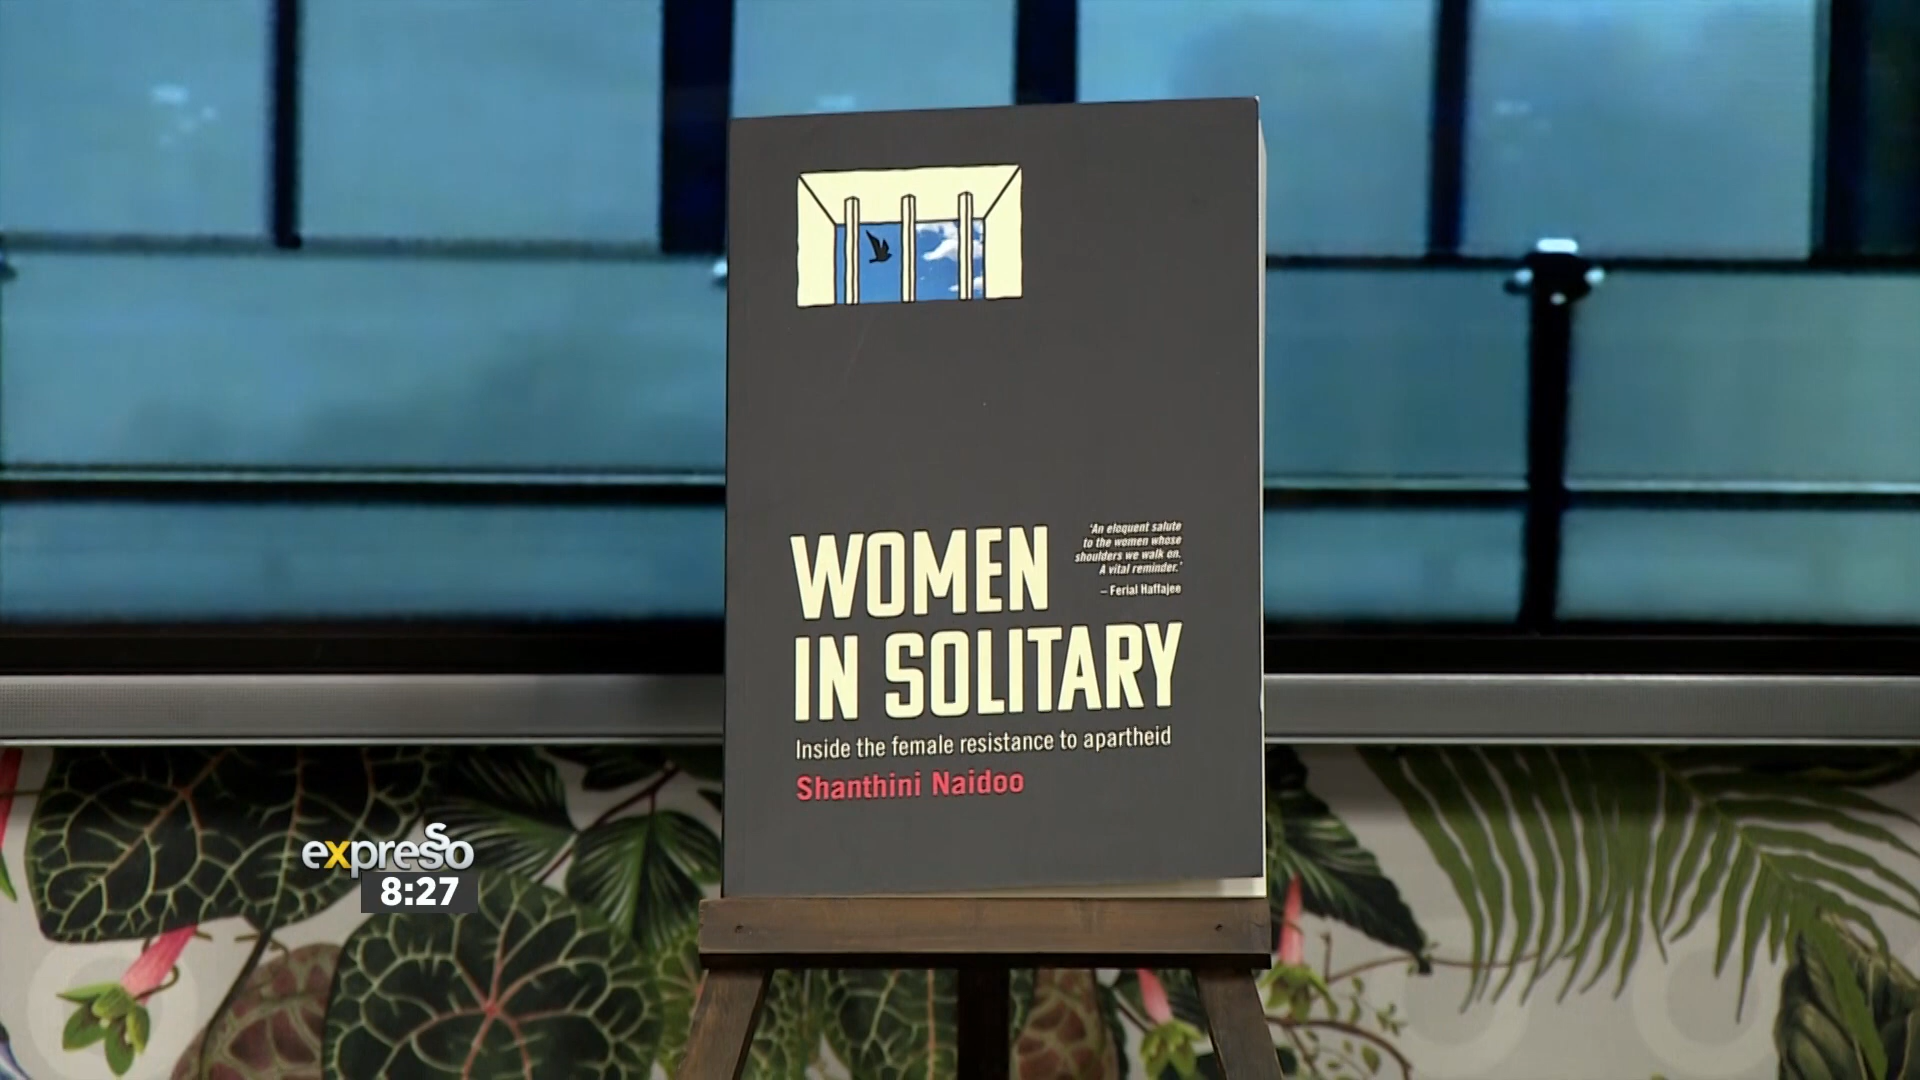 WOMEN
IN SOLITARY
'An eloquent salute
to the women whose
shoulders we walk on.
A vital reminder.'
– Ferial Haffajee
Inside the female resistance to apartheid
Shanthini Naidoo
expresso
8:27